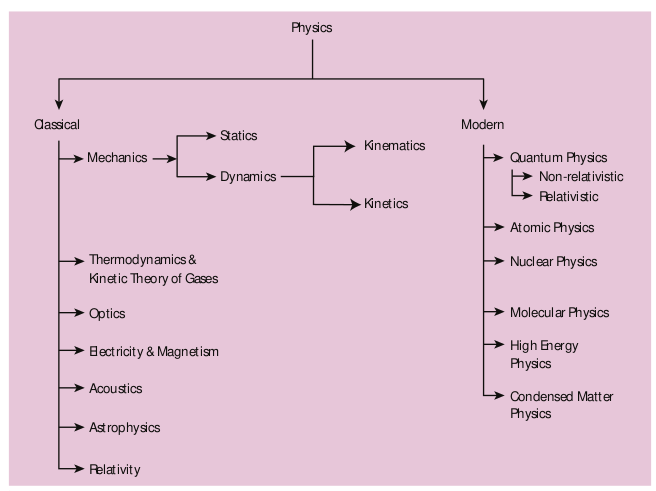 Physics
Classical
Modern
Mechanics
Statics
Dynamics
Kinematics
Kinetics
Thermodynamics &
Kinetic Theory of Gases
Optics
Electricity & Magnetism
Acoustics
Astrophysics
Relativity
Quantum Physics
Non-relativistic
Relativistic
Atomic Physics
Nuclear Physics
Molecular Physics
High Energy
Physics
Condensed Matter
Physics